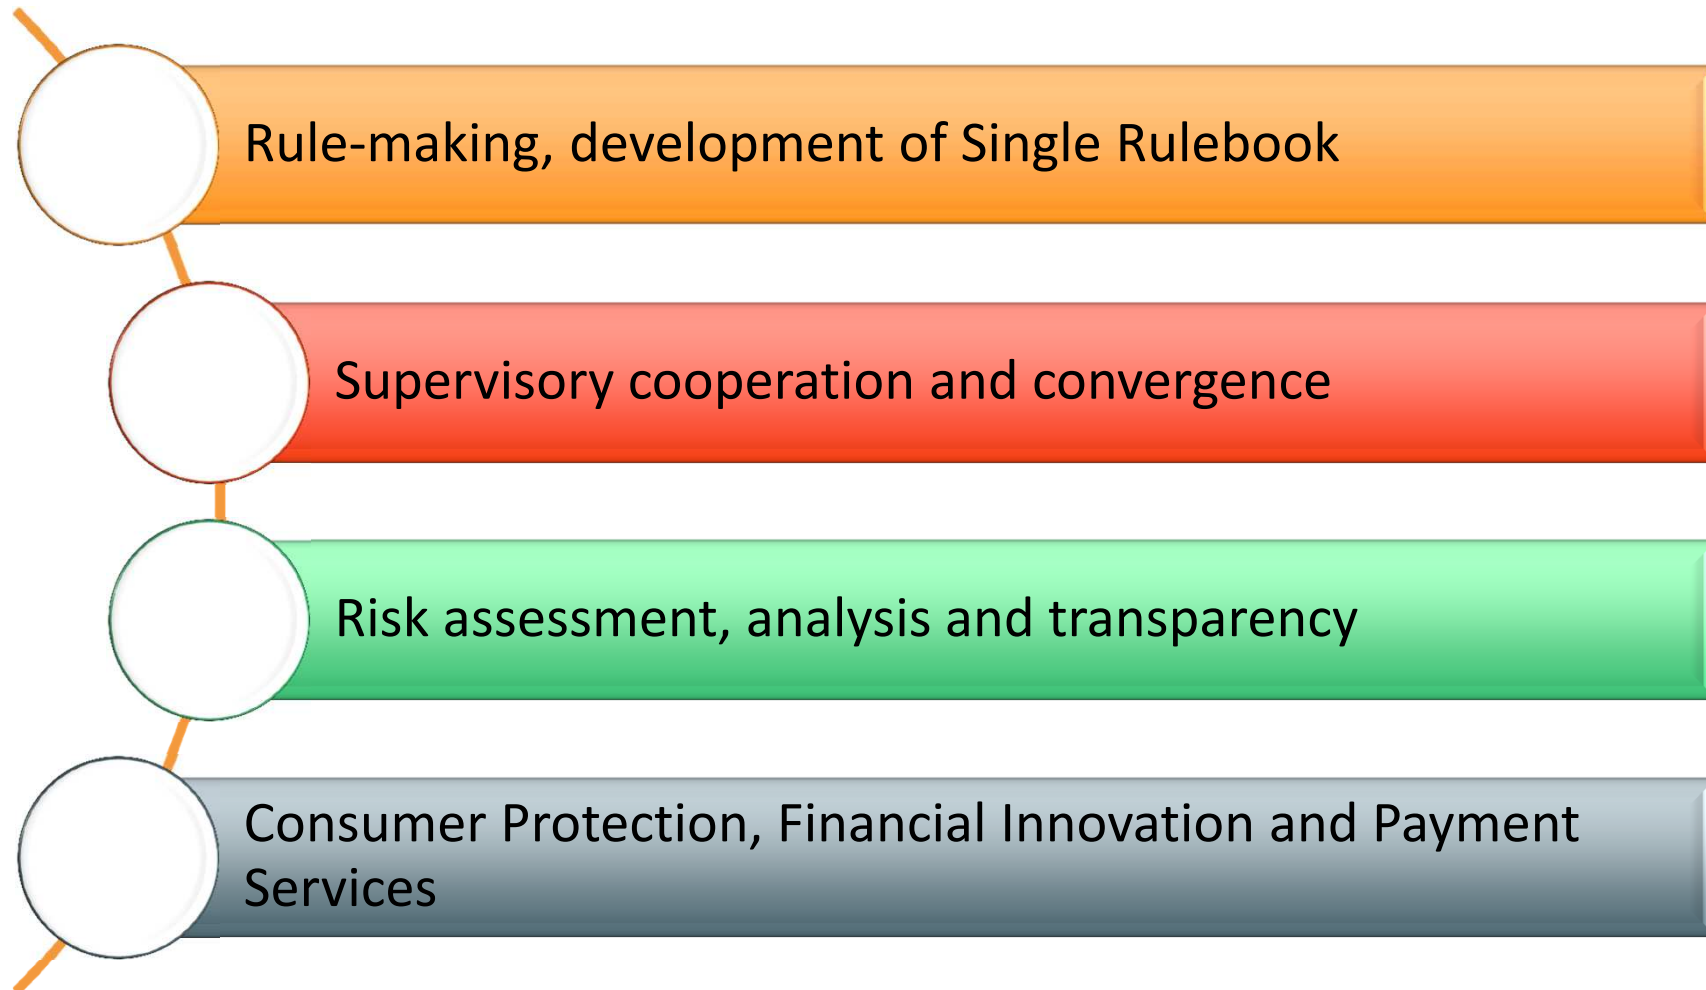 Rule-making, development of Single Rulebook
Supervisory cooperation and convergence
Risk assessment, analysis and transparency
Consumer Protection, Financial Innovation and Payment
Services